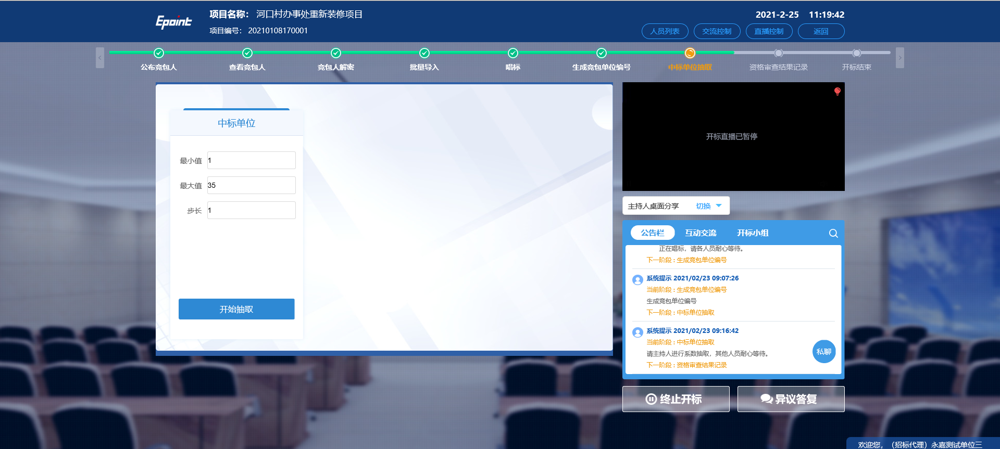 Epoint
项目名称： 河口村办事处重新装修项目
项目编号： 20210108170001
2021-2-25 11:19:42
人员列表 交流控制 直播控制 返回
公布竞包人 查看竞包人 竞包人解密 批量导入 唱标 生成竞包单位编号 中标单位抽取 资格审查结果记录 开标结束
中标单位
最小值 1
最大值 35
步长 1
开始抽取
开标直播已暂停
主持人桌面分享 切换
公告栏 互动交流 开标小组
正在唱标，请各人员耐心等待。
下一阶段 : 生成竞包单位编号
系统提示 2021/02/23 09:07:26
当前阶段 : 生成竞包单位编号
生成竞包单位编号
下一阶段 : 中标单位抽取
系统提示 2021/02/23 09:16:42
当前阶段 : 中标单位抽取
请主持人进行系数抽取，其他人员耐心等待。
下一阶段 : 资格审查结果记录
私聊
终止开标 异议答复
欢迎您，（招标代理）永嘉测试单位三